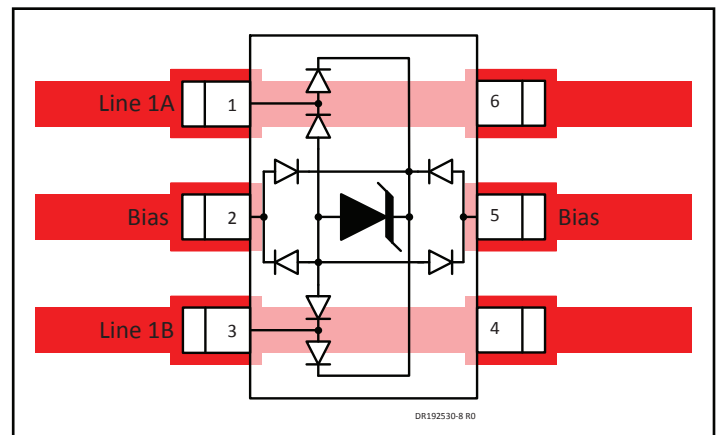 Line 1A 1 6
Bias 2 5 Bias
Line 1B 3 4
DR192530-8 R0